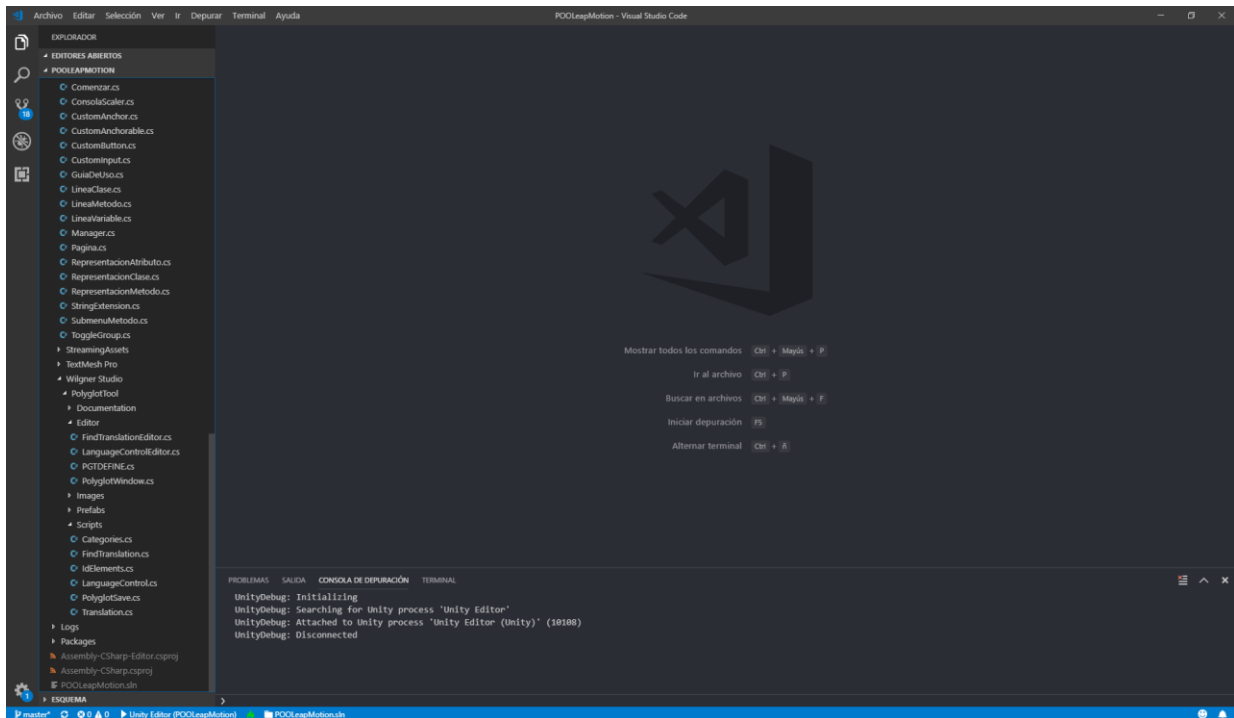 Archivo Editar Selección Ver Ir Depurar Terminal Ayuda
POOLeapMotion - Visual Studio Code
EXPLORADOR
EDITORES ABIERTOS
POOLEAPMOTION
Comenzar.cs
ConsolaScaler.cs
CustomAnchor.cs
CustomAnchorable.cs
CustomButton.cs
CustomInput.cs
GuiaDeUso.cs
LineaClase.cs
LineaMetodo.cs
LineaVariable.cs
Manager.cs
Pagina.cs
RepresentacionAtributo.cs
RepresentacionClase.cs
RepresentacionMetodo.cs
StringExtension.cs
SubmenuMetodo.cs
ToggleGroup.cs
StreamingAssets
TextMesh Pro
Wilgner Studio
PolyglotTool
Documentation
Editor
FindTranslationEditor.cs
LanguageControlEditor.cs
PGTDEFINE.cs
PolyglotWindow.cs
Images
Prefabs
Scripts
Categories.cs
FindTranslation.cs
IdElements.cs
LanguageControl.cs
PolyglotSave.cs
Translation.cs
Logs
Packages
Assembly-CSharp-Editor.csproj
Assembly-CSharp.csproj
POOLeapMotion.sln
ESQUEMA
18
1
Mostrar todos los comandos Ctrl + Mayús + P
Ir al archivo Ctrl + P
Buscar en archivos Ctrl + Mayús + F
Iniciar depuración F5
Alternar terminal Ctrl + Ñ
PROBLEMAS SALIDA CONSOLA DE DEPURACIÓN TERMINAL
UnityDebug: Initializing
UnityDebug: Searching for Unity process 'Unity Editor'
UnityDebug: Attached to Unity process 'Unity Editor (Unity)' (10108)
UnityDebug: Disconnected
master* 0 0 Unity Editor (POOLeapMotion) POOLeapMotion.sln